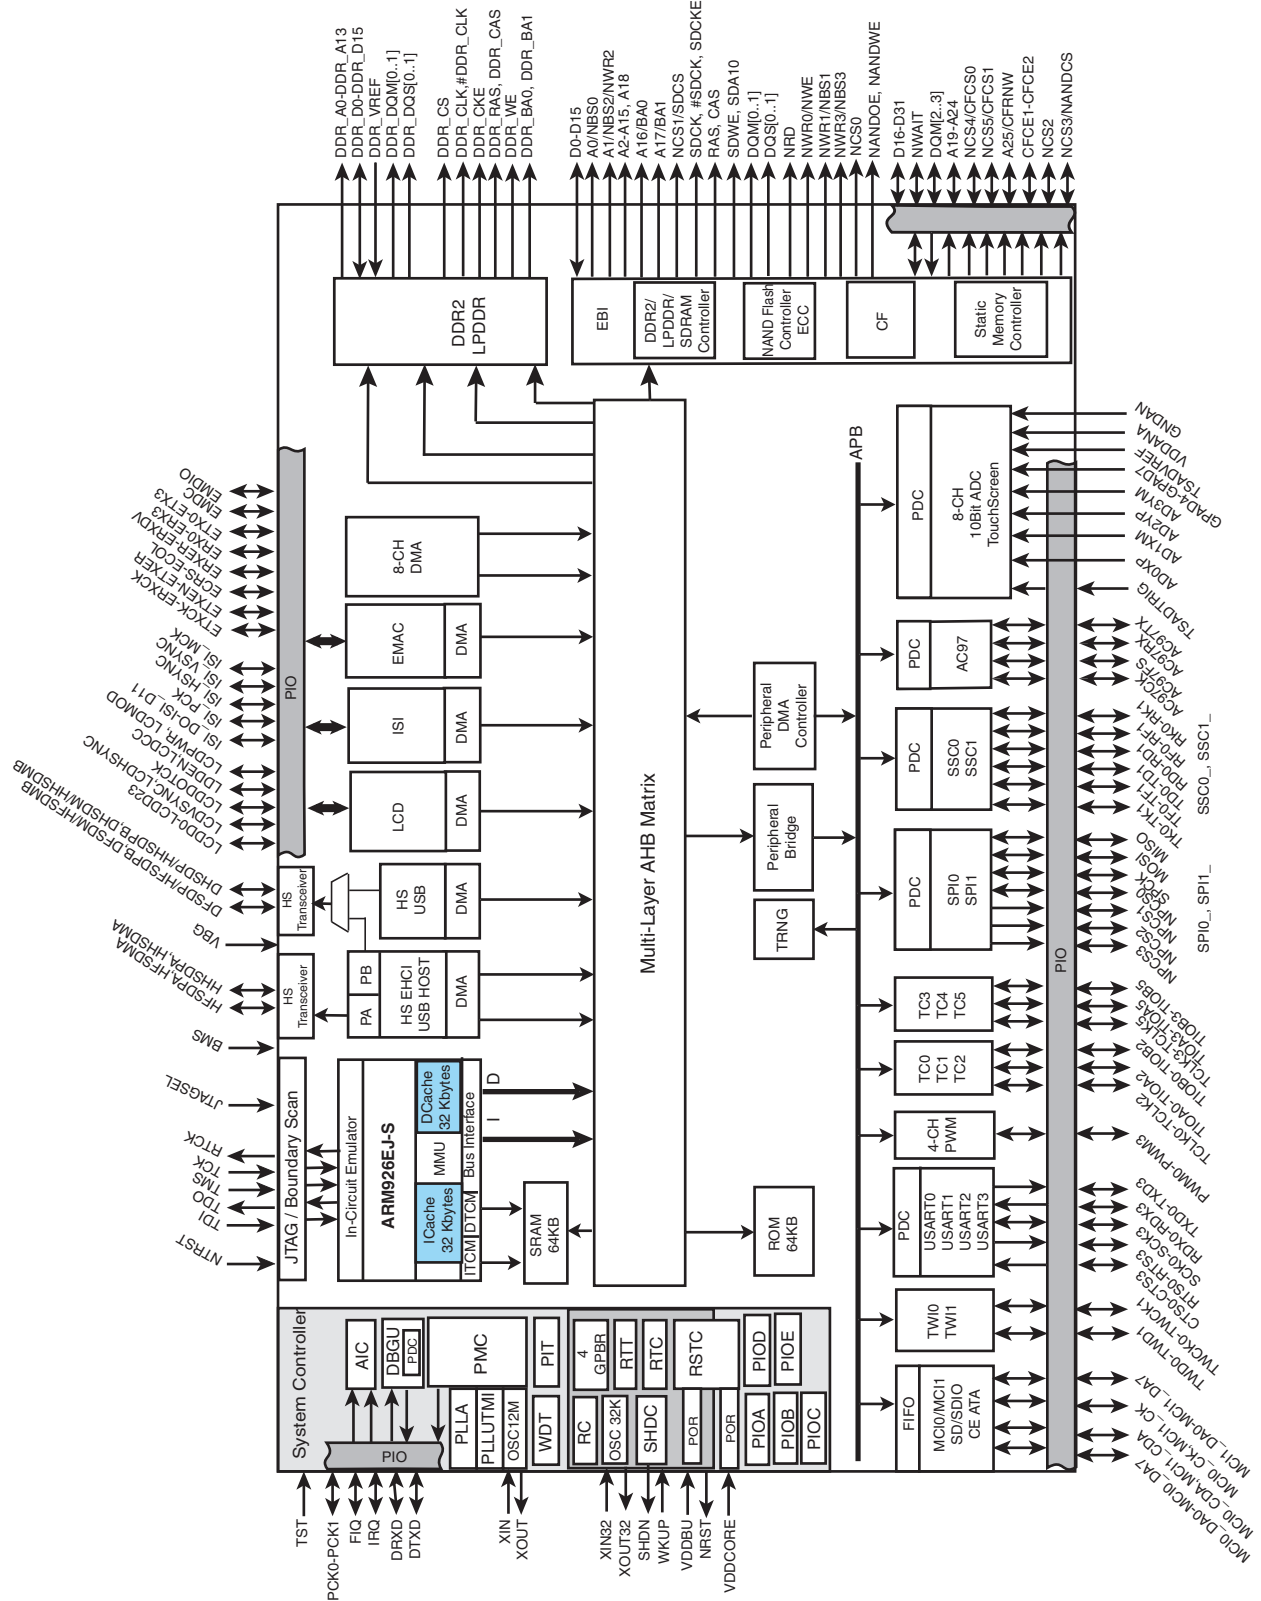 DDR_A0-DDR_A13
DDR_D0-DDR_D15
DDR_VREF
DDR_DQM[0..1]
DDR_DQS[0..1]
DDR_CS
DDR_CLK,#DDR_CLK
DDR_CKE
DDR_RAS, DDR_CAS
DDR_WE
DDR_BA0, DDR_BA1
D0-D15
A0/NBS0
A1/NBS2/NWR2
A2-A15, A18
A16/BA0
A17/BA1
NCS1/SDCS
SDCK, #SDCK, SDCKE
RAS, CAS
SDWE, SDA10
DQM[0..1]
DQS[0..1]
NRD
NWR0/NWE
NWR1/NBS1
NWR3/NBS3
NCS0
NANDOE, NANDWE
D16-D31
NWAIT
DQM[2..3]
A19-A24
NCS4/CFCS0
NCS5/CFCS1
A25/CFRNW
CFCE1-CFCE2
NCS2
NCS3/NANDCS
DDR2
LPDDR
EBI
DDR2/
LPDDR/
SDRAM
Controller
NAND Flash
Controller
ECC
CF
Static
Memory
Controller
EMDIO
EMDC
ETX0-ETX3
ERX0-ERX3
ERXER-ERXDV
ECRS-ECOL
ETXEN-ETXER
ETXCK-ERXCK
ISI_MCK
ISI_VSYNC
ISI_HSYNC
ISI_PCK
ISI_DO-ISI_D11
LCDPWR, LCDMOD
LCDDEN,LCDCC
LCDDOTCK
LCDVSYNC,LCDHSYNC
LCDD0-LCDD23
DHSDP/HHSDPB,DHSDM/HHSDMB
DFSDP/HFSDPB,DFSDM/HFSDMB
VBG
HHSDPA,HHSDMA
HFSDPA,HFSDMA
BMS
JTAGSEL
RTCK
TCK
TMS
TDO
TDI
NTRST
PIO
HS
Transceiver
HS
Transceiver
JTAG / Boundary Scan
8-CH
DMA
EMAC
DMA
ISI
DMA
LCD
DMA
HS
USB
DMA
PB
PA
HS EHCI
USB HOST
DMA
In-Circuit Emulator
ARM926EJ-S
DCache
32 Kbytes
MMU
ICache
32 Kbytes
Bus Interface
ITCM
DTCM
D
I
SRAM
64KB
Multi-Layer AHB Matrix
Peripheral
DMA
Controller
Peripheral
Bridge
TRNG
ROM
64KB
APB
PDC
8-CH
10Bit ADC
TouchScreen
PDC
AC97
PDC
SSC0
SSC1
PDC
SPI0
SPI1
TC3
TC4
TC5
TC0
TC1
TC2
4-CH
PWM
PDC
USART0
USART1
USART2
USART3
TWI0
TWI1
FIFO
MCI0/MCI1
SD/SDIO
CE ATA
PIO
GNDAN
VDDANA
TSADVREF
GPAD4-GPAD7
AD3YM
AD2YP
AD1XM
AD0XP
TSADTRIG
AC97TX
AC97RX
AC97FS
AC97CK
RK0-RK1
RF0-RF1
RD0-RD1
TD0-TD1
TF0-TF1
TK0-TK1
SSC0_, SSC1_
MISO
MOSI
SPCK
NPCS0
NPCS1
NPCS2
NPCS3
SPI0_, SPI1_
TIOB3-TIOB5
TIOA3-TIOA5
TCLK3-TCLK5
TIOB0-TIOB2
TIOA0-TIOA2
TCLK0-TCLK2
PWM0-PWM3
TXD0-TXD3
RDX0-RDX3
SCK0-SCK3
RTS0-RTS3
CTS0-CTS3
TWCK0-TWCK1
TWD0-TWD1
MCI1_DA0-MCI1_DA7
MCI0_CK,MCI1_CK
MCI0_CDA,MCI1_CDA
MCI0_DA0-MCI0_DA7
System Controller
AIC
DBGU
PDC
PMC
PIT
4
GPBR
RTT
RTC
RSTC
PIOD
PIOE
PIO
PLLA
PLLUTMI
OSC12M
WDT
RC
OSC 32K
SHDC
POR
POR
PIOA
PIOB
PIOC
TST
PCK0-PCK1
FIQ
IRQ
DRXD
DTXD
XIN
XOUT
XIN32
XOUT32
SHDN
WKUP
VDDBU
NRST
VDDCORE